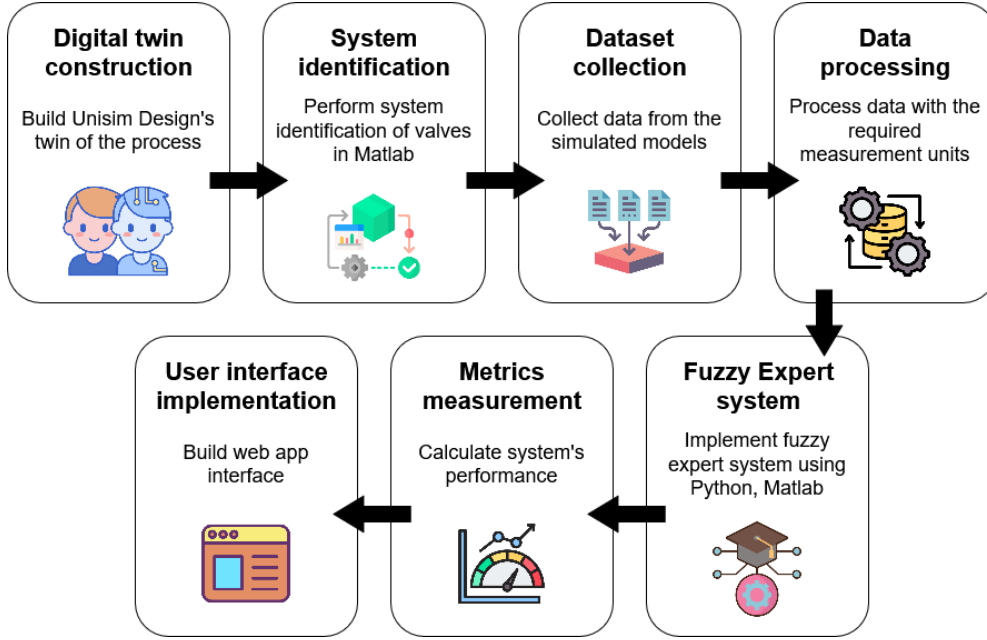 Digital twin
construction
Build Unisim Design's
twin of the process
System
identification
Perform system
identification of valves
in Matlab
Dataset
collection
Collect data from the
simulated models
Data
processing
Process data with the
required
measurement units
User interface
implementation
Build web app
interface
Metrics
measurement
Calculate system's
performance
Fuzzy Expert
system
Implement fuzzy
expert system using
Python, Matlab